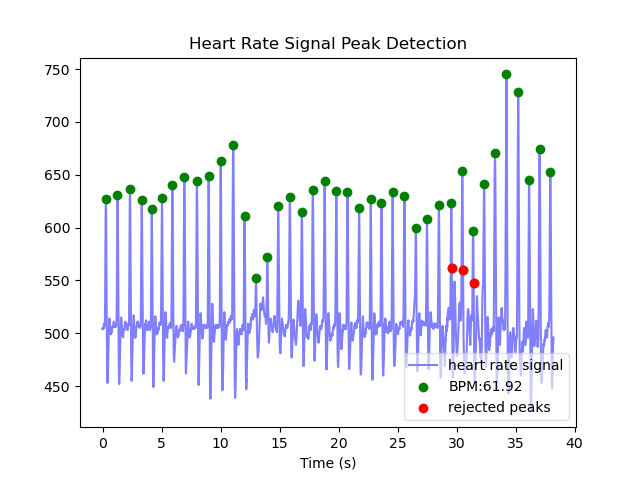 Heart Rate Signal Peak Detection
750
700
650
600
550
500
450
heart rate signal
BPM:61.92
rejected peaks
0 5 10 15 20 25 30 35 40
Time (s)